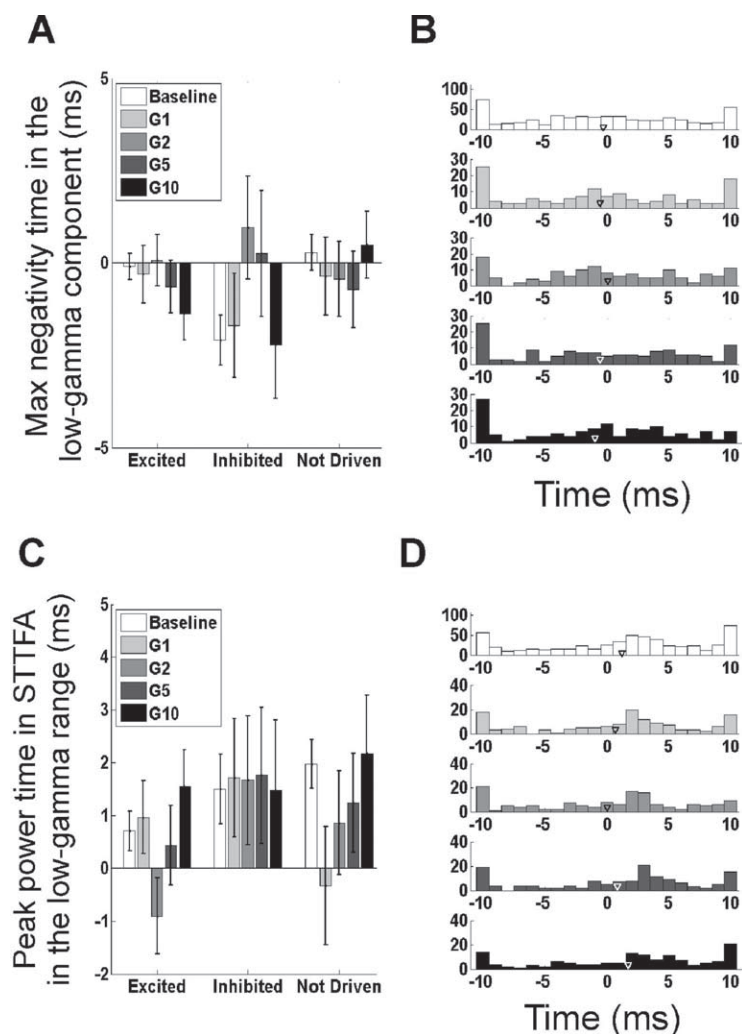 A
Max negativity time in the
low-gamma component (ms)
5
0
-5
Baseline
G1
G2
G5
G10
Excited Inhibited Not Driven
B
100
50
0
-10 -5 0 5 10
30
20
10
0
-10 -5 0 5 10
30
20
10
0
-10 -5 0 5 10
30
20
10
0
-10 -5 0 5 10
30
20
10
0
-10 -5 0 5 10
Time (ms)
C
Peak power time in STTFA
in the low-gamma range (ms)
5
4
3
2
1
0
-1
-2
Baseline
G1
G2
G5
G10
Excited Inhibited Not Driven
D
100
50
0
-10 -5 0 5 10
40
20
0
-10 -5 0 5 10
40
20
0
-10 -5 0 5 10
40
20
0
-10 -5 0 5 10
40
20
0
-10 -5 0 5 10
Time (ms)